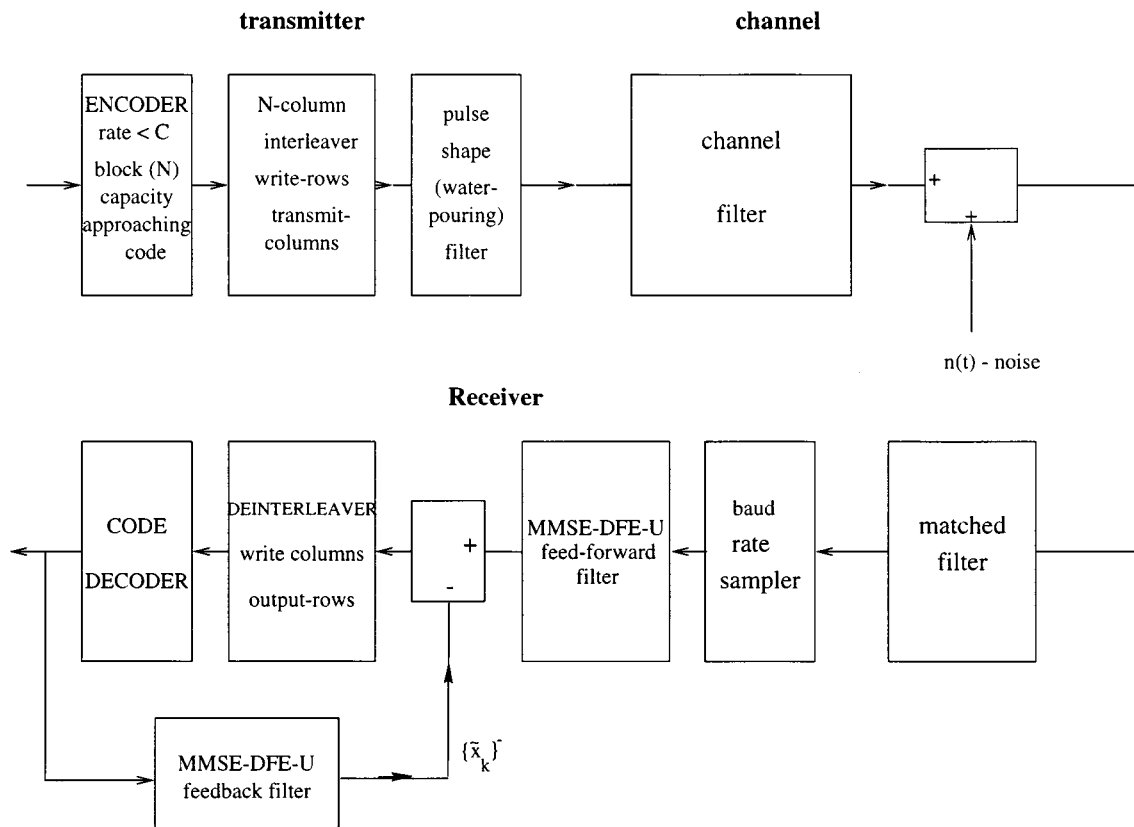 transmitter
channel
ENCODER
rate < C
block (N)
capacity
approaching
code
N-column
interleaver
write-rows
transmit-
columns
pulse
shape
(water-
pouring)
filter
channel
filter
+
+
n(t) - noise
Receiver
CODE
DECODER
DEINTERLEAVER
write columns
output-rows
+
-
MMSE-DFE-U
feed-forward
filter
baud
rate
sampler
matched
filter
MMSE-DFE-U
feedback filter
{x̃_k}^-